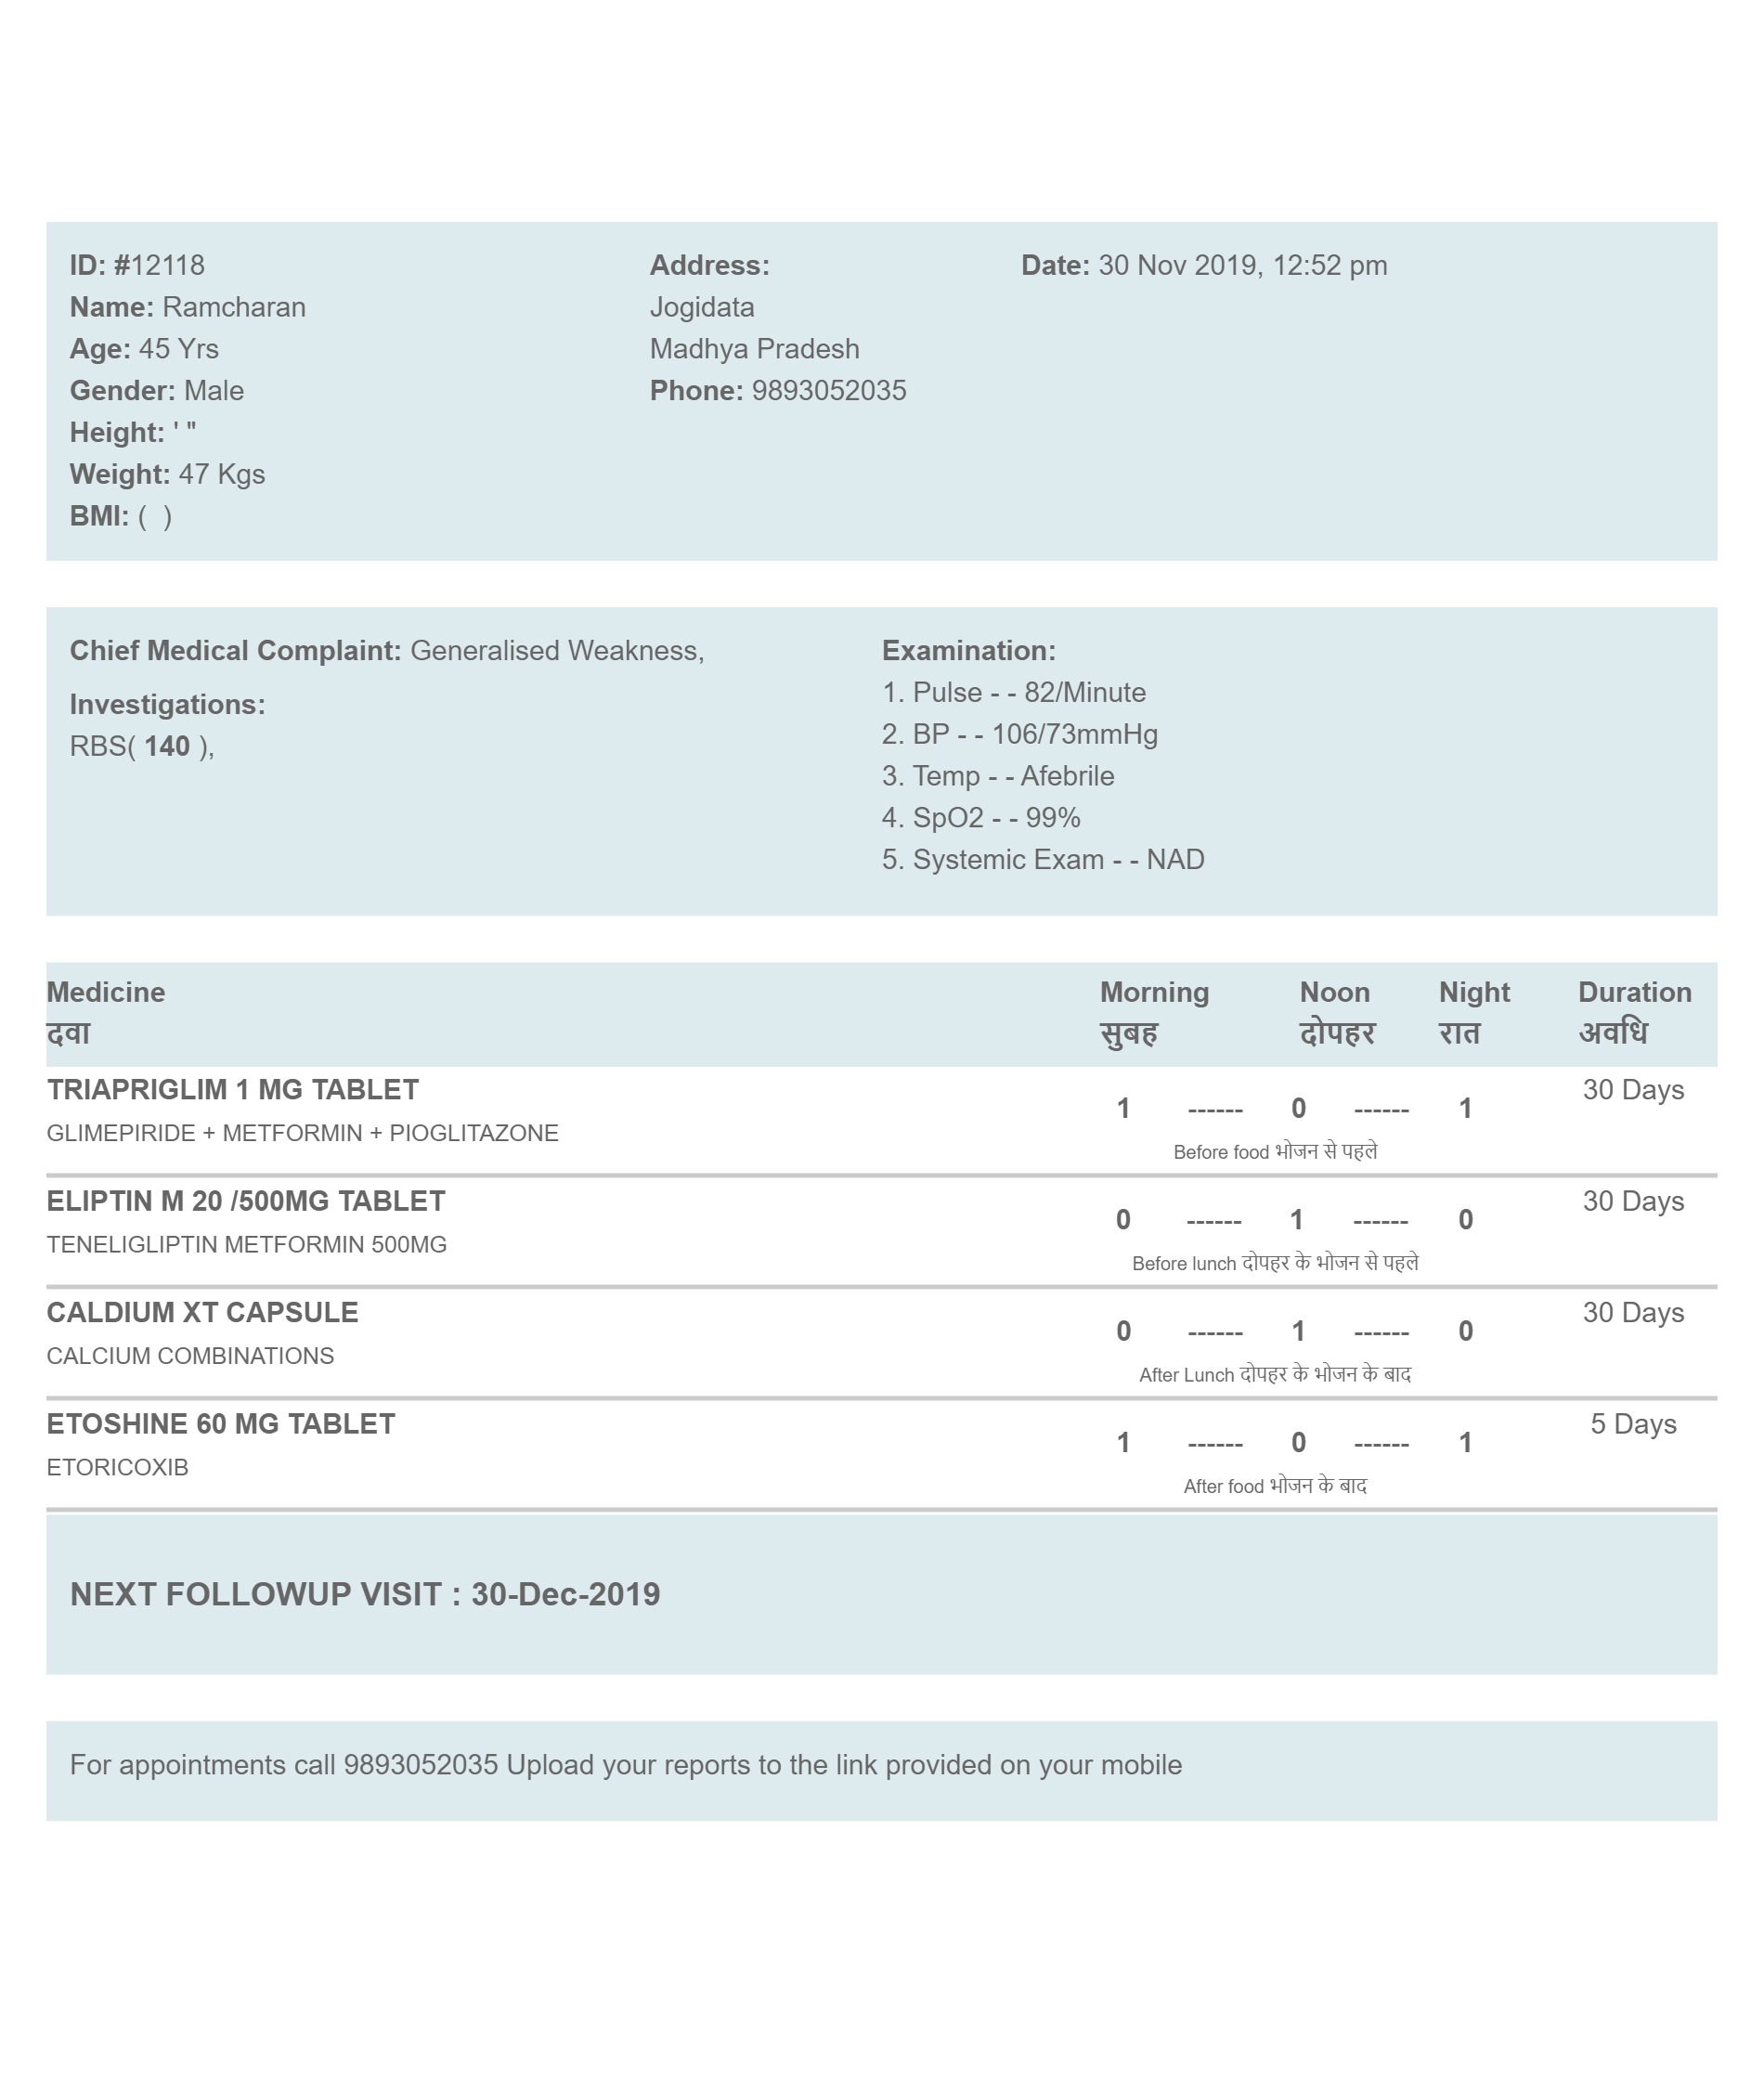 ID: #12118
Name: Ramcharan
Age: 45 Yrs
Gender: Male
Height: ' "
Weight: 47 Kgs
BMI: (  )
Address:
Jogidata
Madhya Pradesh
Phone: 9893052035
Date: 30 Nov 2019, 12:52 pm
Chief Medical Complaint: Generalised Weakness,
Investigations:
RBS( 140 ),
Examination:
1. Pulse - - 82/Minute
2. BP - - 106/73mmHg
3. Temp - - Afebrile
4. SpO2 - - 99%
5. Systemic Exam - - NAD
Medicine Morning Noon Night Duration
दवा सुबह दोपहर रात अवधि
TRIAPRIGLIM 1 MG TABLET 30 Days
1 ------ 0 ------ 1
GLIMEPIRIDE + METFORMIN + PIOGLITAZONE
Before food भोजन से पहले
ELIPTIN M 20 /500MG TABLET 30 Days
0 ------ 1 ------ 0
TENELIGLIPTIN METFORMIN 500MG
Before lunch दोपहर के भोजन से पहले
CALDIUM XT CAPSULE 30 Days
0 ------ 1 ------ 0
CALCIUM COMBINATIONS
After Lunch दोपहर के भोजन के बाद
ETOSHINE 60 MG TABLET 5 Days
1 ------ 0 ------ 1
ETORICOXIB
After food भोजन के बाद
NEXT FOLLOWUP VISIT : 30-Dec-2019
For appointments call 9893052035 Upload your reports to the link provided on your mobile